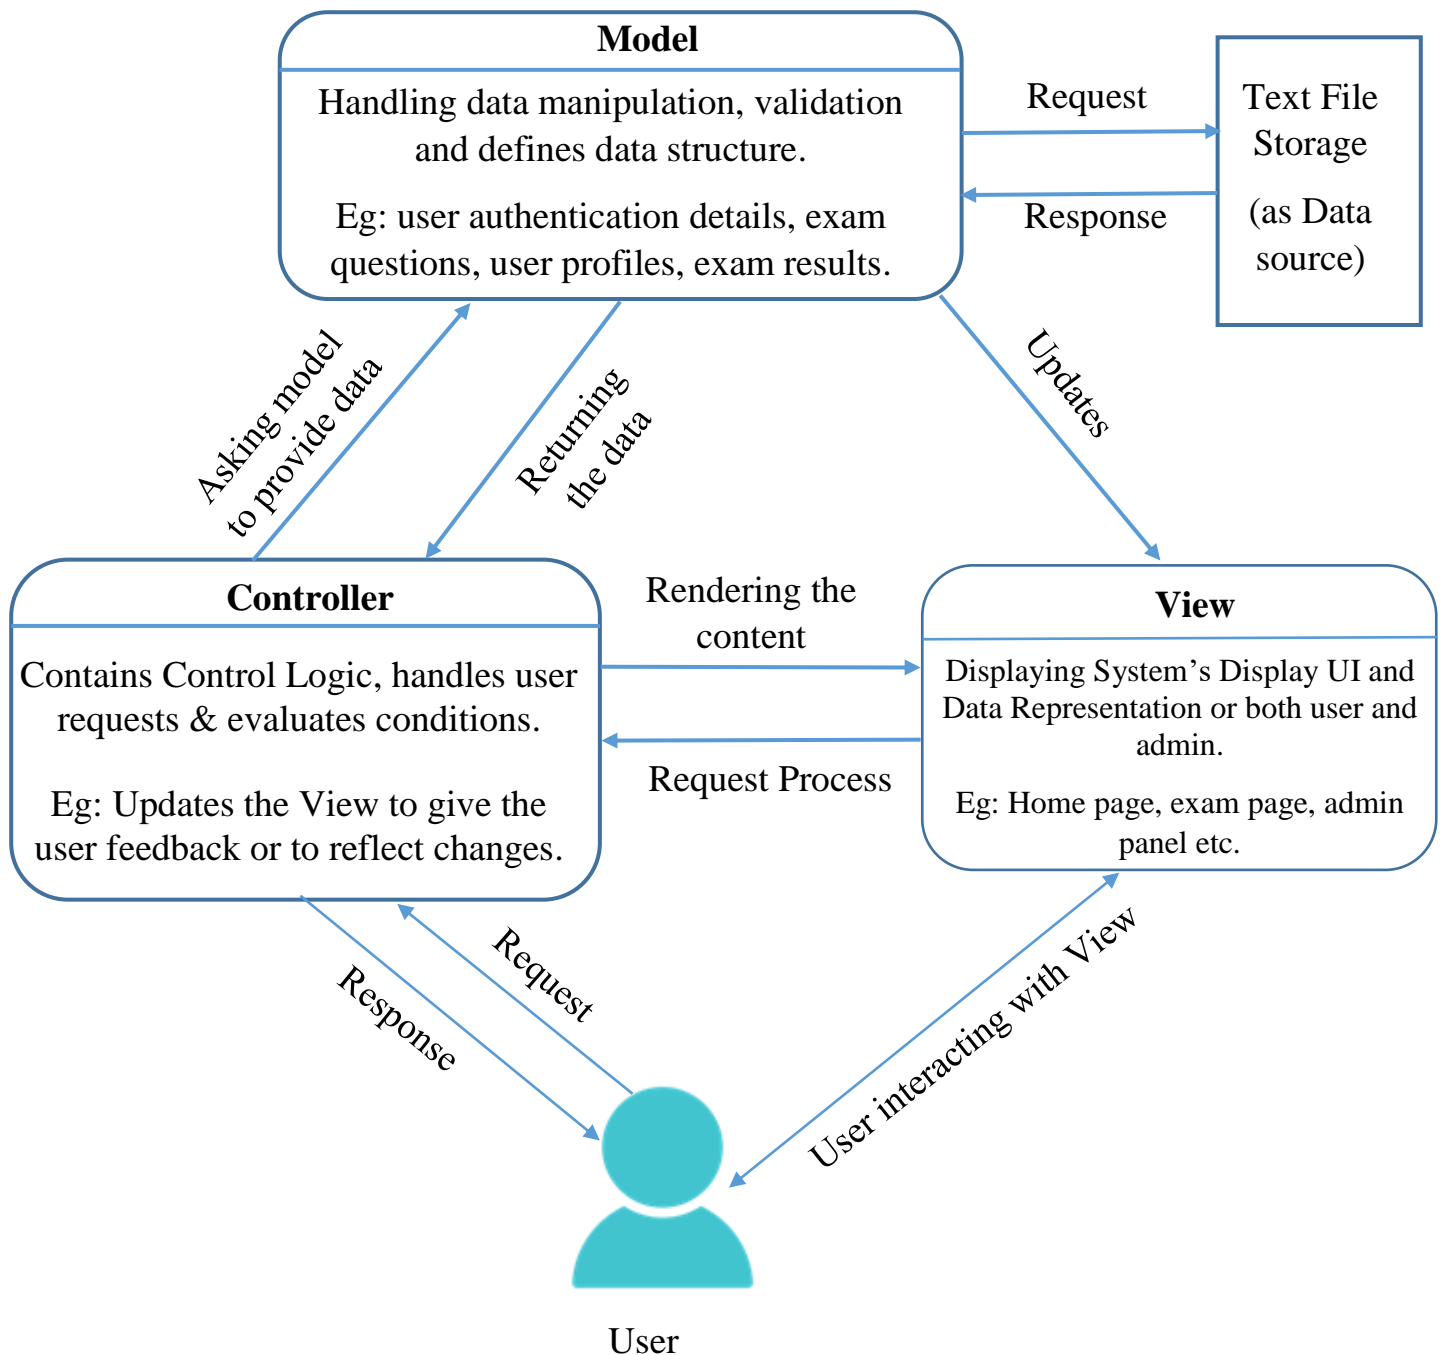 Model
Handling data manipulation, validation
and defines data structure.
Eg: user authentication details, exam
questions, user profiles, exam results.
Request
Response
Text File
Storage
(as Data
source)
Asking model
to provide data
Returning
the data
Updates
Controller
Contains Control Logic, handles user
requests & evaluates conditions.
Eg: Updates the View to give the
user feedback or to reflect changes.
Rendering the
content
Request Process
View
Displaying System’s Display UI and
Data Representation or both user and
admin.
Eg: Home page, exam page, admin
panel etc.
Response
Request
User interacting with View
User